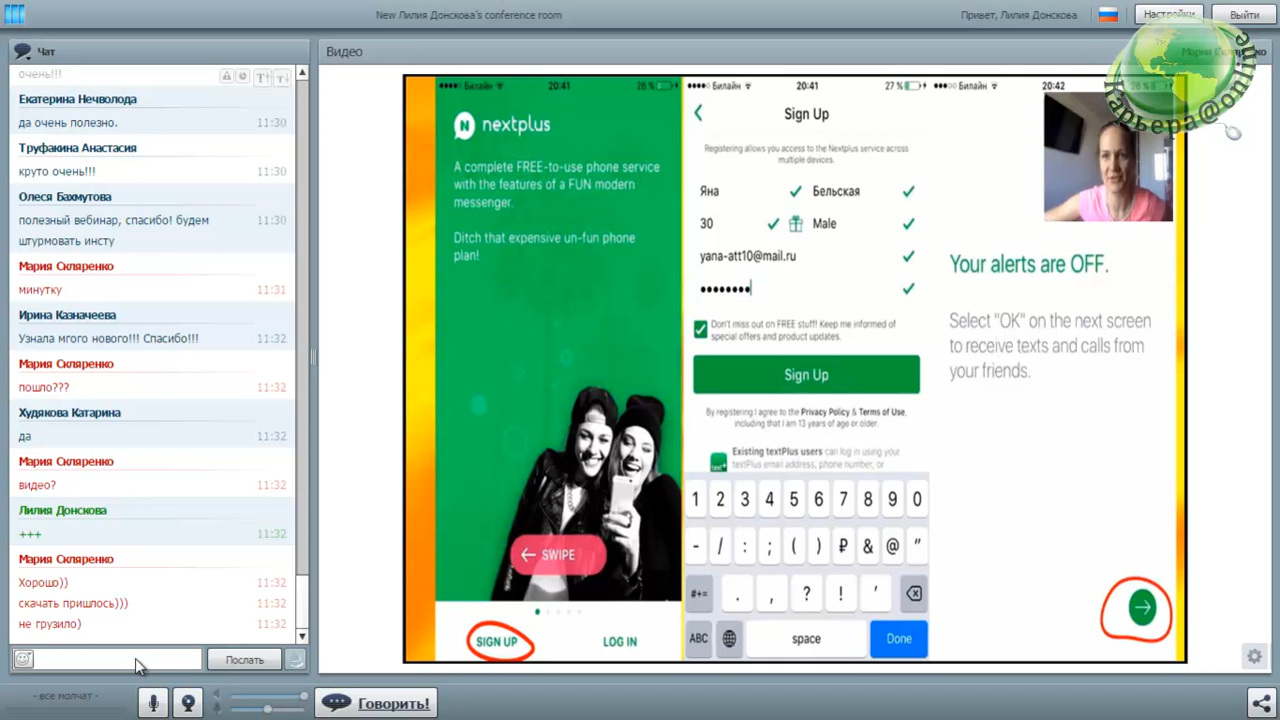 New Лилия Донскова's conference room
Привет, Лилия Донскова
Настройки
Выйти
Чат
очень!!!
Екатерина Нечволода
да очень полезно. 11:30
Труфакина Анастасия
круто очень!!! 11:30
Олеся Бахмутова
полезный вебинар, спасибо! будем 11:30
штурмовать инсту
Мария Скляренко
минутку 11:31
Ирина Казначеева
Узнала мгого нового!!! Спасибо!!! 11:32
Мария Скляренко
пошло??? 11:32
Худякова Катарина
да 11:32
Мария Скляренко
видео? 11:32
Лилия Донскова
+++ 11:32
Мария Скляренко
Хорошо)) 11:32
скачать пришлось))) 11:32
не грузило) 11:32
Послать
- все молчат -
Говорить!
Видео
Карьера@online
Билайн 20:41 26 %
nextplus
A complete FREE-to-use phone service
with the features of a FUN modern
messenger.
Ditch that expensive un-fun phone
plan!
SWIPE
SIGN UP
LOG IN
Билайн 20:41 27 %
Sign Up
Registering allows you access to the Nextplus service across
multiple devices.
Яна Бельская
30 Male
yana-att10@mail.ru
Don't miss out on FREE stuff! Keep me informed of
special offers and product updates.
Sign Up
By registering I agree to the Privacy Policy & Terms of Use,
including that I am 13 years of age or older.
Existing textPlus users can log in using your
textPlus email address, phone number, or
1 2 3 4 5 6 7 8 9 0
- / : ; ( ) ₽ & @ "
#+= . , ? ! '
ABC space Done
Билайн 20:42
Your alerts are OFF.
Select "OK" on the next screen
to receive texts and calls from
your friends.